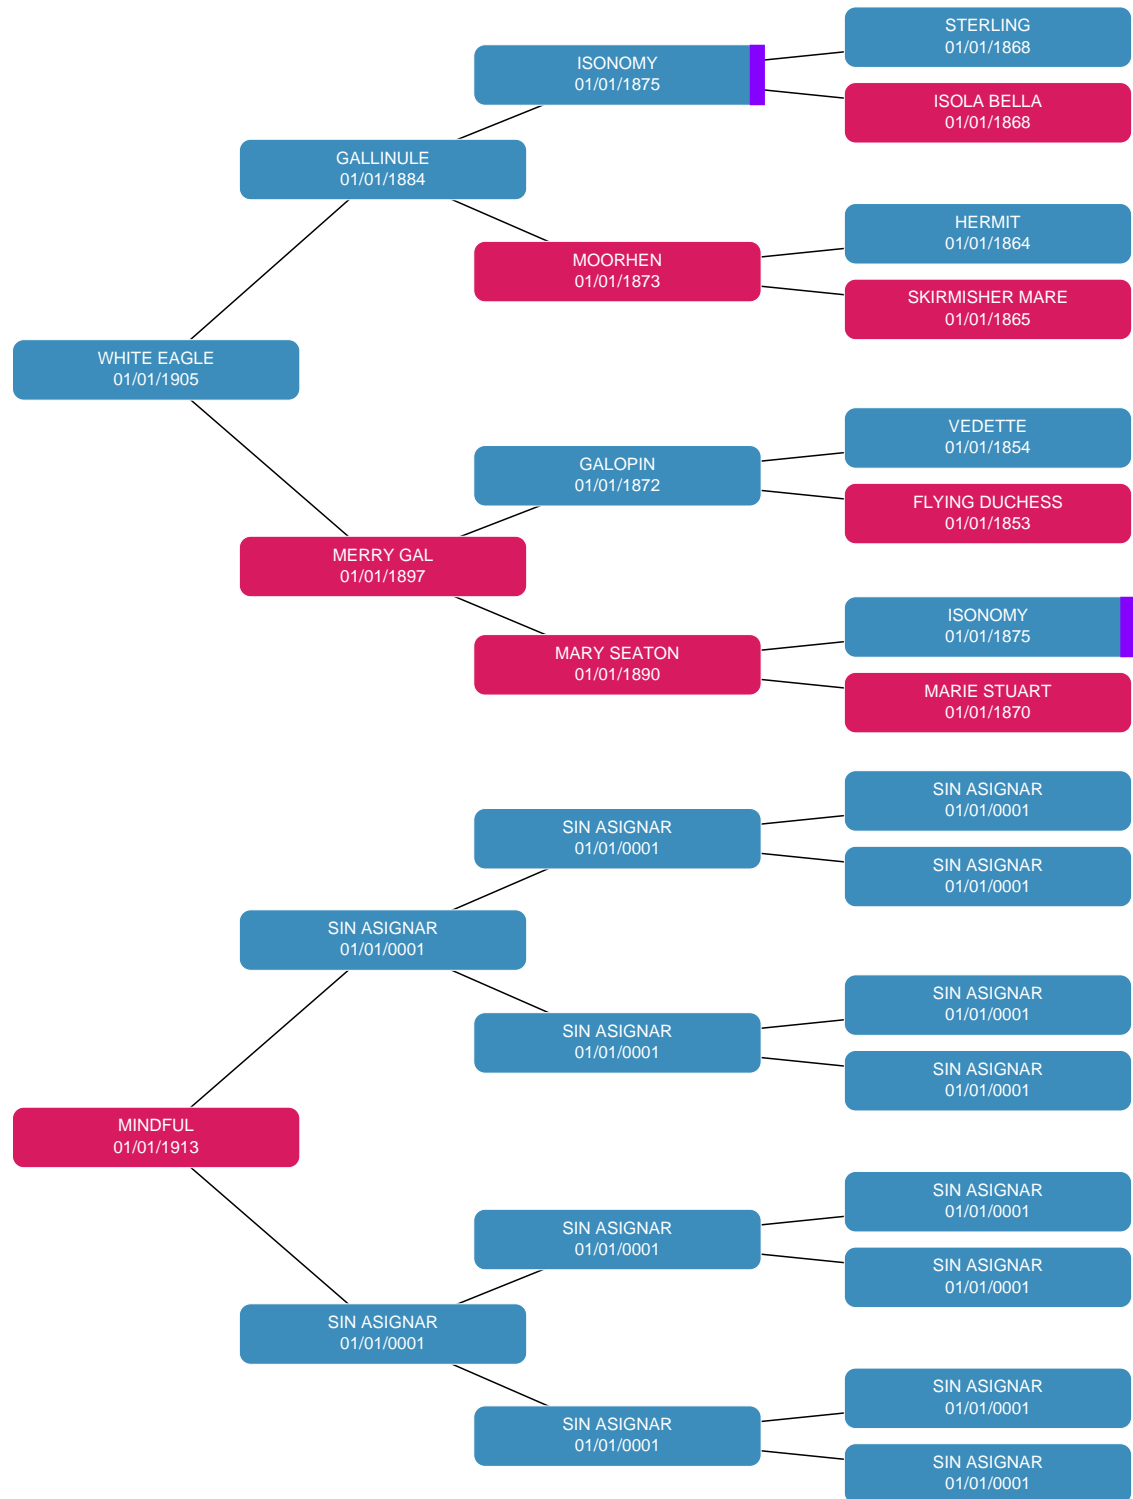 STERLING
01/01/1868
ISONOMY
01/01/1875
ISOLA BELLA
01/01/1868
GALLINULE
01/01/1884
HERMIT
01/01/1864
MOORHEN
01/01/1873
SKIRMISHER MARE
01/01/1865
WHITE EAGLE
01/01/1905
VEDETTE
01/01/1854
GALOPIN
01/01/1872
FLYING DUCHESS
01/01/1853
MERRY GAL
01/01/1897
ISONOMY
01/01/1875
MARY SEATON
01/01/1890
MARIE STUART
01/01/1870
SIN ASIGNAR
01/01/0001
SIN ASIGNAR
01/01/0001
SIN ASIGNAR
01/01/0001
SIN ASIGNAR
01/01/0001
SIN ASIGNAR
01/01/0001
SIN ASIGNAR
01/01/0001
SIN ASIGNAR
01/01/0001
MINDFUL
01/01/1913
SIN ASIGNAR
01/01/0001
SIN ASIGNAR
01/01/0001
SIN ASIGNAR
01/01/0001
SIN ASIGNAR
01/01/0001
SIN ASIGNAR
01/01/0001
SIN ASIGNAR
01/01/0001
SIN ASIGNAR
01/01/0001